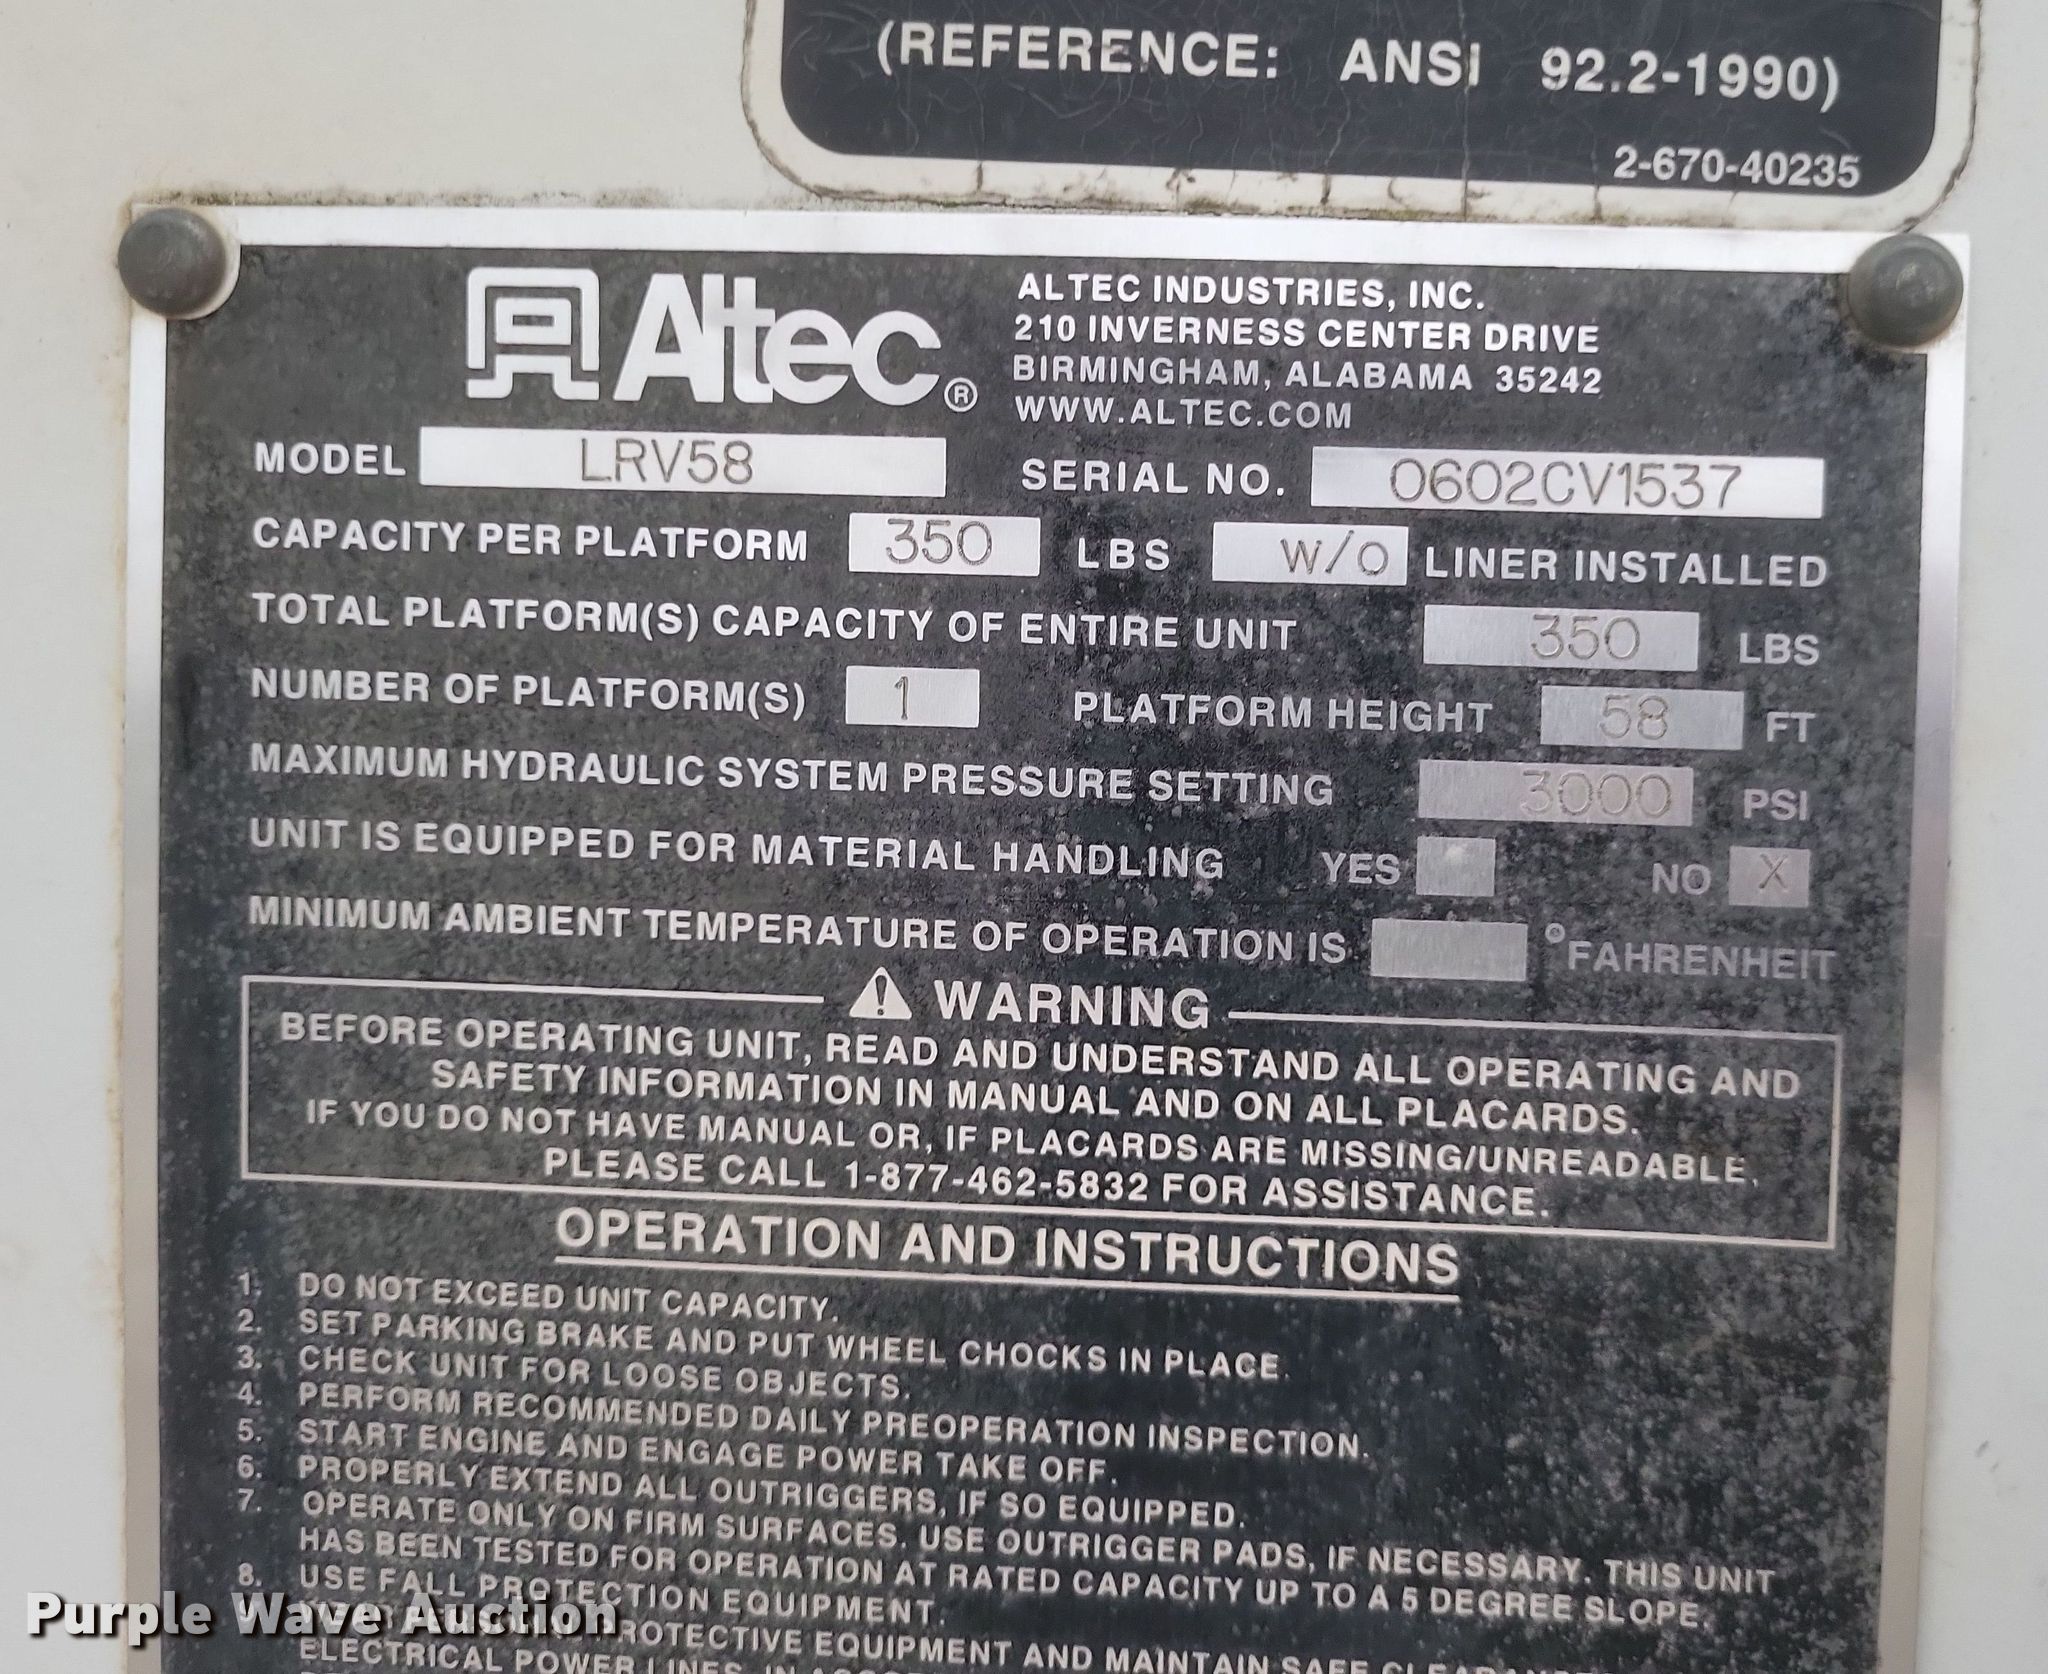 (REFERENCE: ANSI 92.2-1990)
2-670-40235
Altec®
ALTEC INDUSTRIES, INC.
210 INVERNESS CENTER DRIVE
BIRMINGHAM, ALABAMA 35242
WWW.ALTEC.COM
MODEL LRV58 SERIAL NO. 0602CV1537
CAPACITY PER PLATFORM 350 LBS W/O LINER INSTALLED
TOTAL PLATFORM(S) CAPACITY OF ENTIRE UNIT 350 LBS
NUMBER OF PLATFORM(S) 1 PLATFORM HEIGHT 58 FT
MAXIMUM HYDRAULIC SYSTEM PRESSURE SETTING 3000 PSI
UNIT IS EQUIPPED FOR MATERIAL HANDLING YES NO X
MINIMUM AMBIENT TEMPERATURE OF OPERATION IS °FAHRENHEIT
WARNING
BEFORE OPERATING UNIT, READ AND UNDERSTAND ALL OPERATING AND
SAFETY INFORMATION IN MANUAL AND ON ALL PLACARDS.
IF YOU DO NOT HAVE MANUAL OR, IF PLACARDS ARE MISSING/UNREADABLE,
PLEASE CALL 1-877-462-5832 FOR ASSISTANCE.
OPERATION AND INSTRUCTIONS
1. DO NOT EXCEED UNIT CAPACITY.
2. SET PARKING BRAKE AND PUT WHEEL CHOCKS IN PLACE.
3. CHECK UNIT FOR LOOSE OBJECTS.
4. PERFORM RECOMMENDED DAILY PREOPERATION INSPECTION.
5. START ENGINE AND ENGAGE POWER TAKE OFF.
6. PROPERLY EXTEND ALL OUTRIGGERS, IF SO EQUIPPED.
7. OPERATE ONLY ON FIRM SURFACES. USE OUTRIGGER PADS, IF NECESSARY. THIS UNIT
HAS BEEN TESTED FOR OPERATION AT RATED CAPACITY UP TO A 5 DEGREE SLOPE.
8. USE FALL PROTECTION EQUIPMENT.
9. PROTECTIVE EQUIPMENT AND MAINTAIN SAFE
ELECTRICAL POWER LINES,
Purple Wave Auction